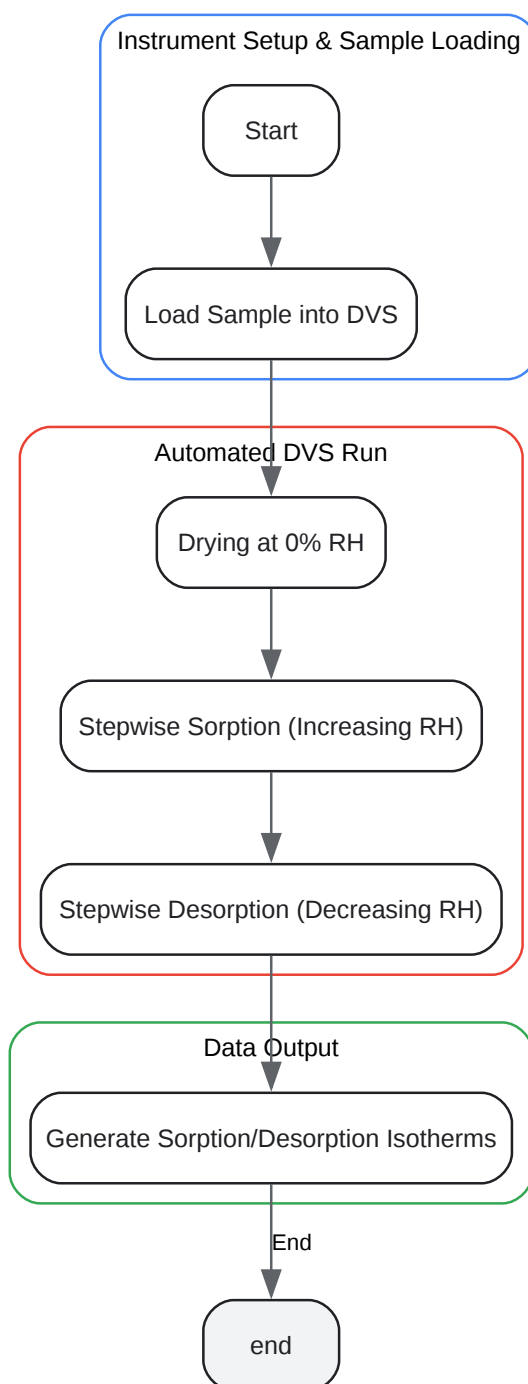 Instrument Setup & Sample Loading
Start
Load Sample into DVS
Automated DVS Run
Drying at 0% RH
Stepwise Sorption (Increasing RH)
Stepwise Desorption (Decreasing RH)
Data Output
Generate Sorption/Desorption Isotherms
End
end